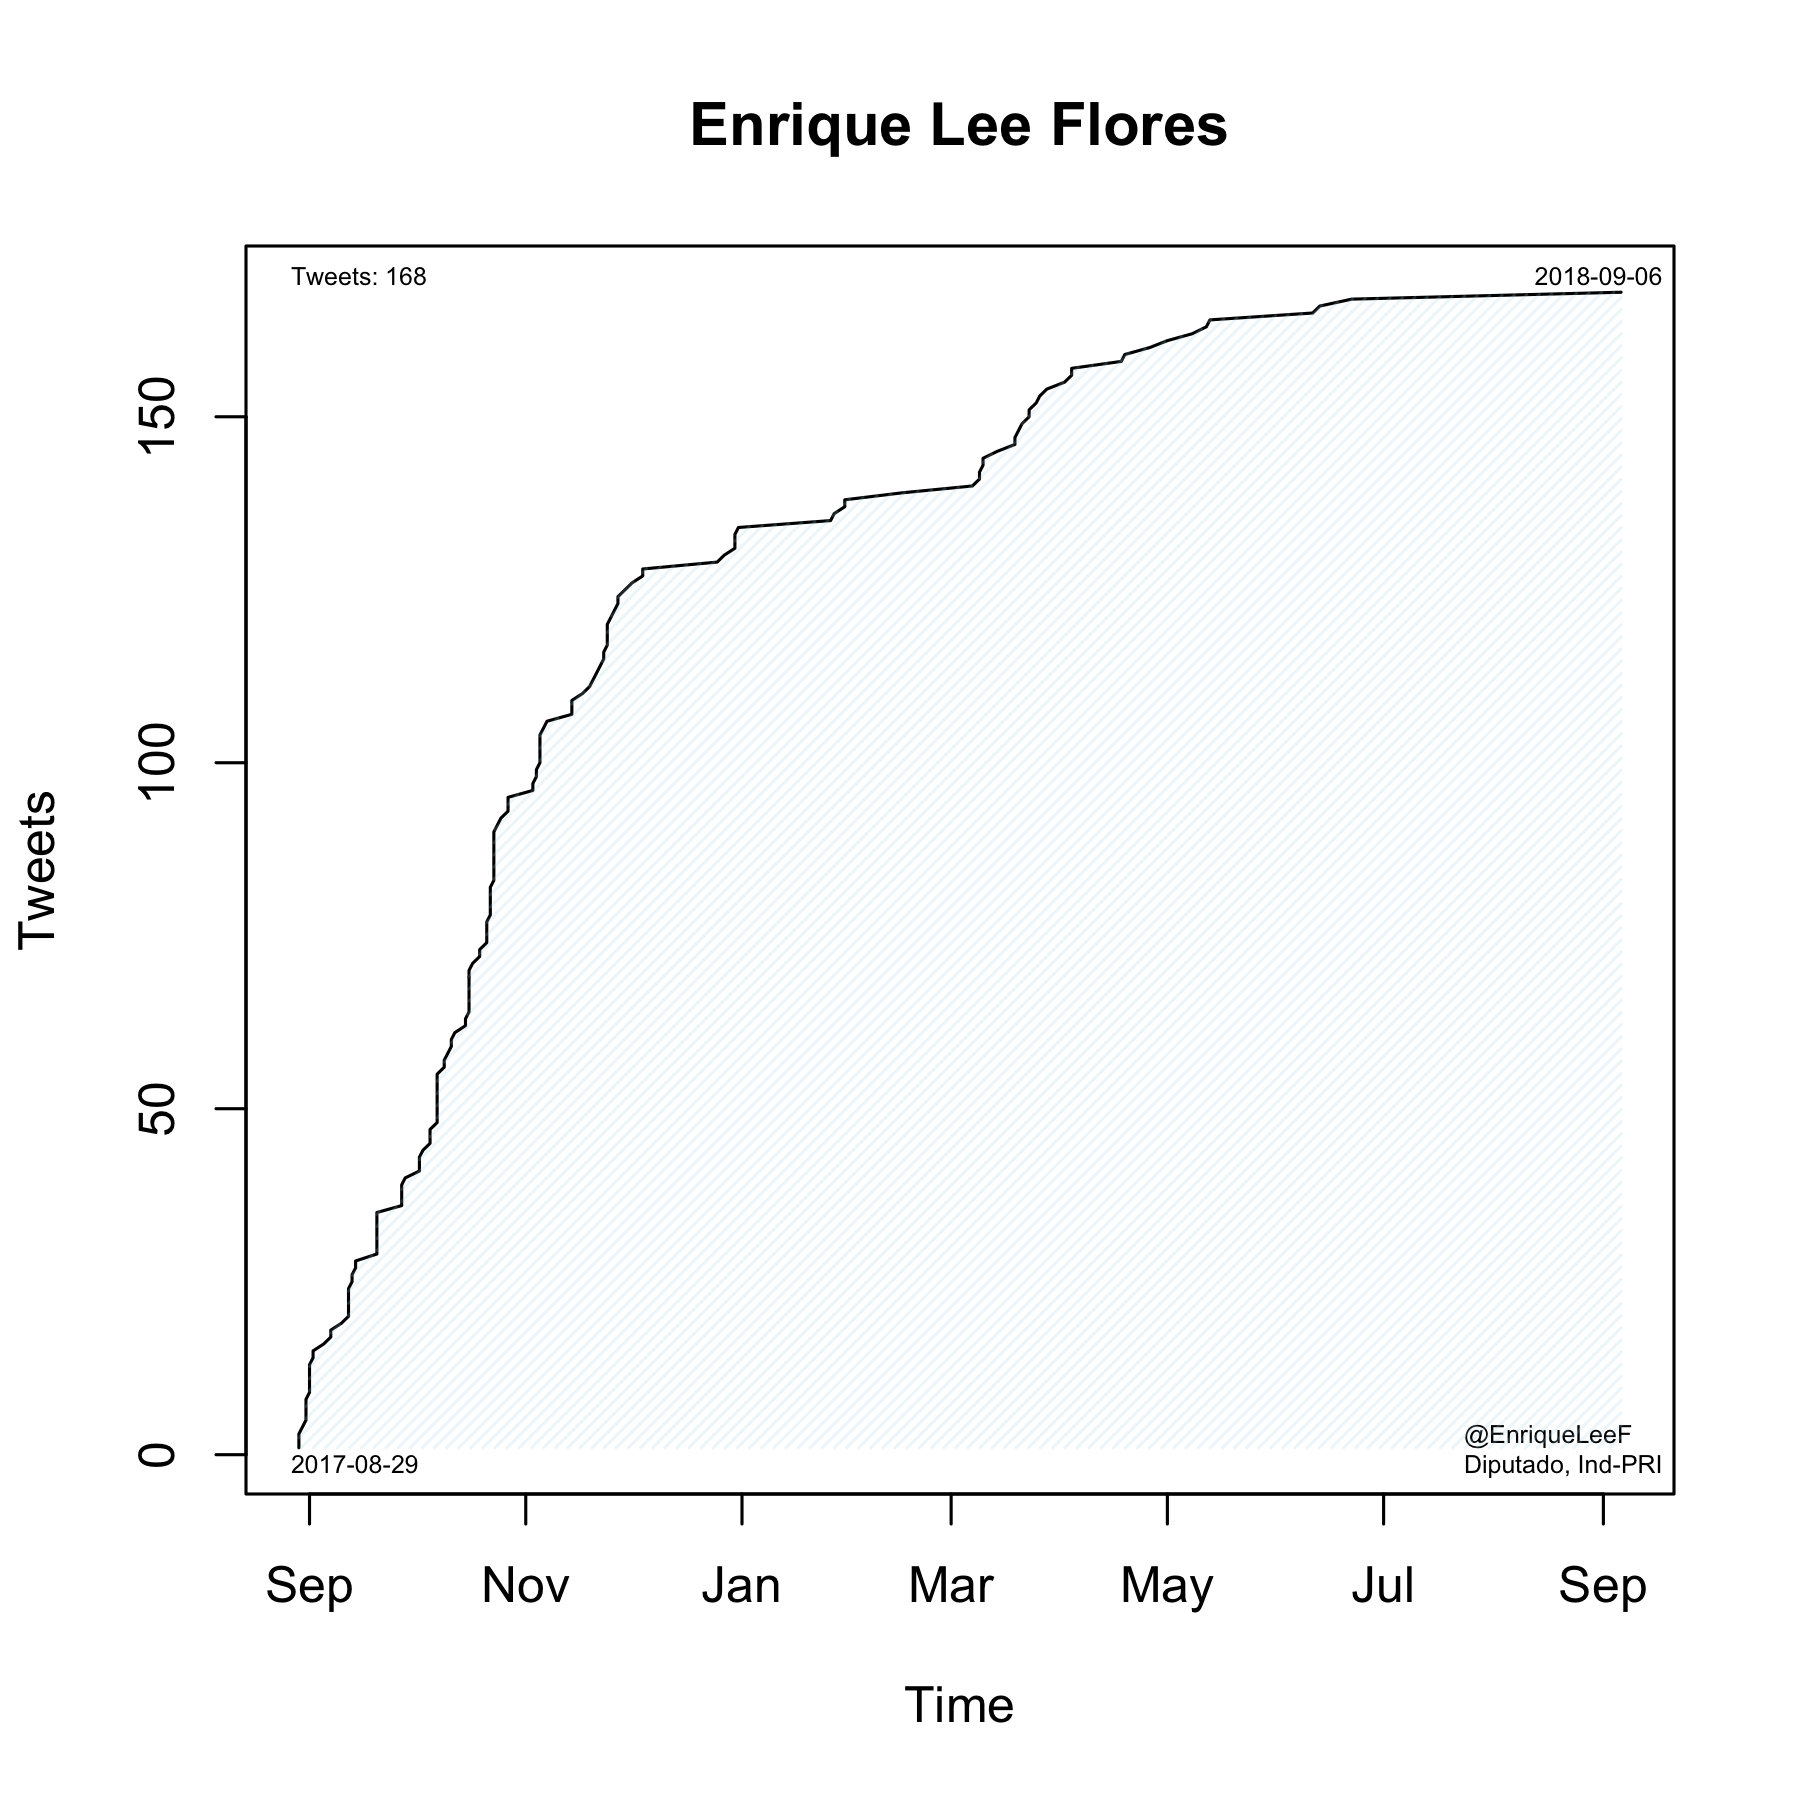 Enrique Lee Flores
Tweets: 168
2018-09-06
150
100
50
0
Tweets
@EnriqueLeeF
Diputado, Ind-PRI
2017-08-29
Sep Nov Jan Mar May Jul Sep
Time